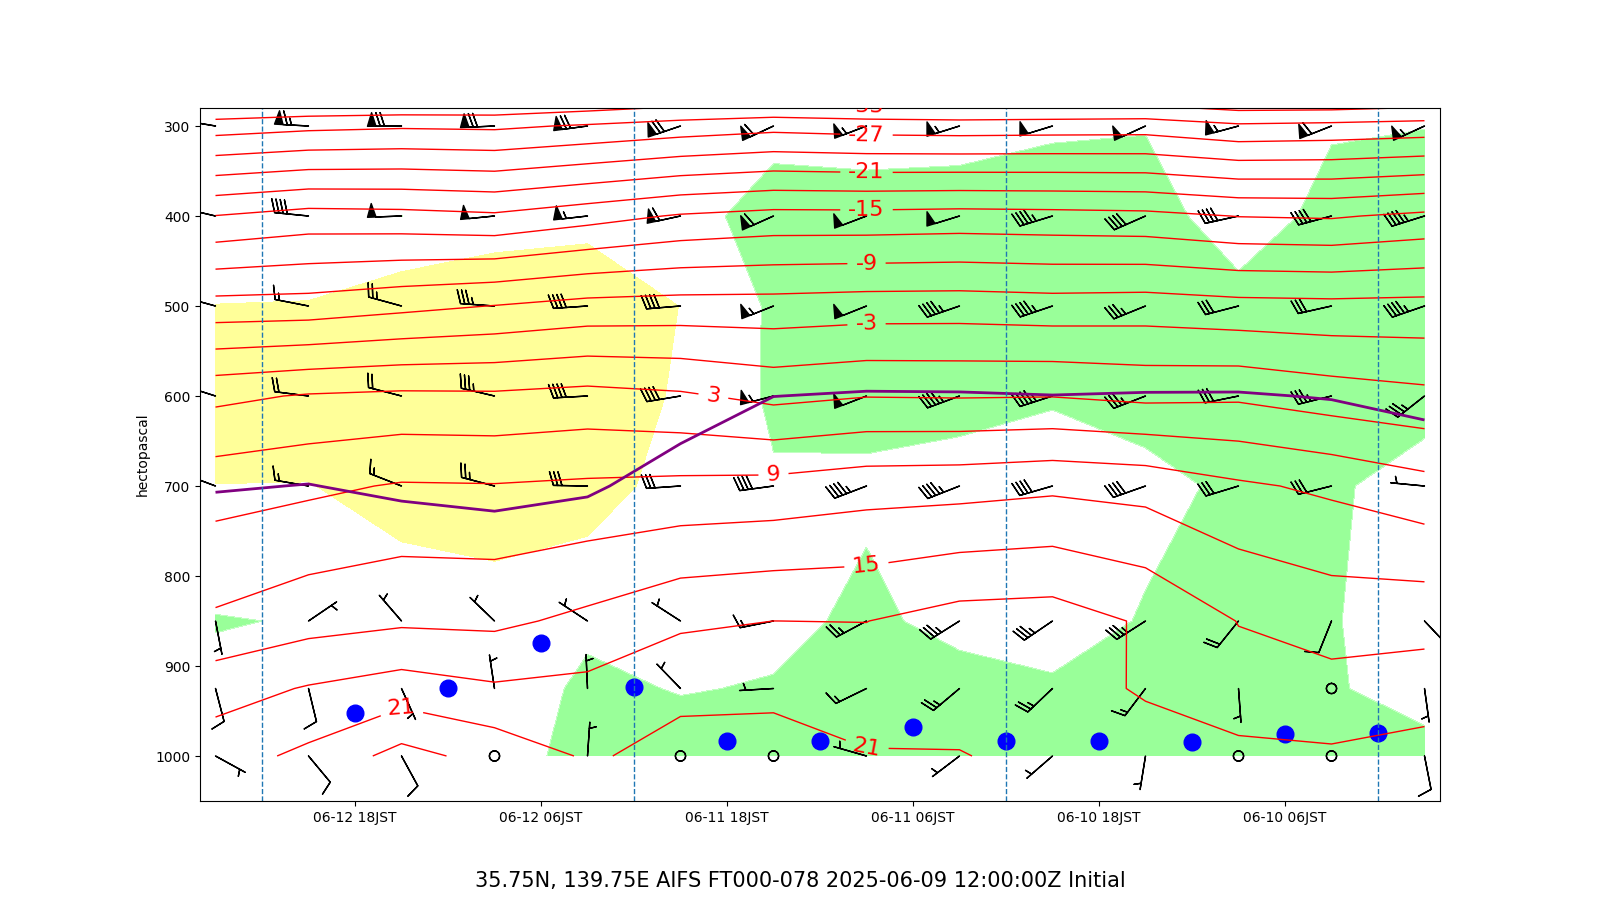 -27
-21
-15
-9
-3
3
9
15
21
21
300
400
500
600
700
800
900
1000
hectopascal
06-12 18JST
06-12 06JST
06-11 18JST
06-11 06JST
06-10 18JST
06-10 06JST
35.75N, 139.75E AIFS FT000-078 2025-06-09 12:00:00Z Initial